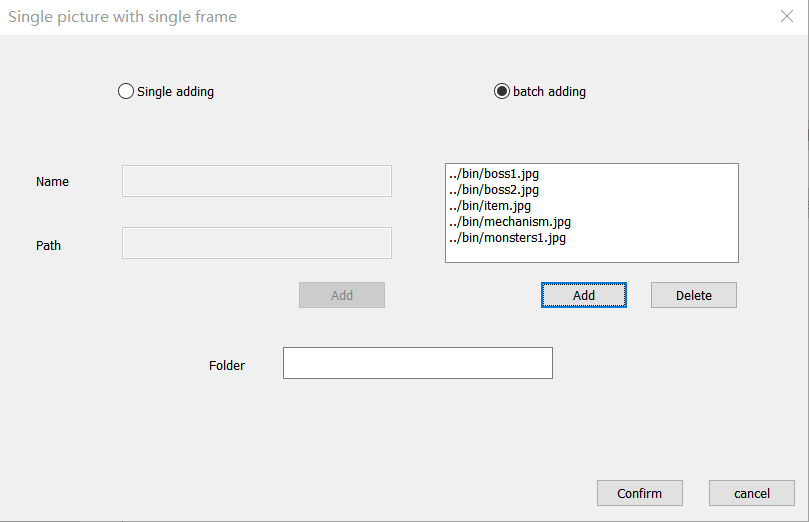 Single picture with single frame
Single adding
batch adding
Name
../bin/boss1.jpg
../bin/boss2.jpg
../bin/item.jpg
../bin/mechanism.jpg
../bin/monsters1.jpg
Path
Add
Add
Delete
Folder
Confirm
cancel